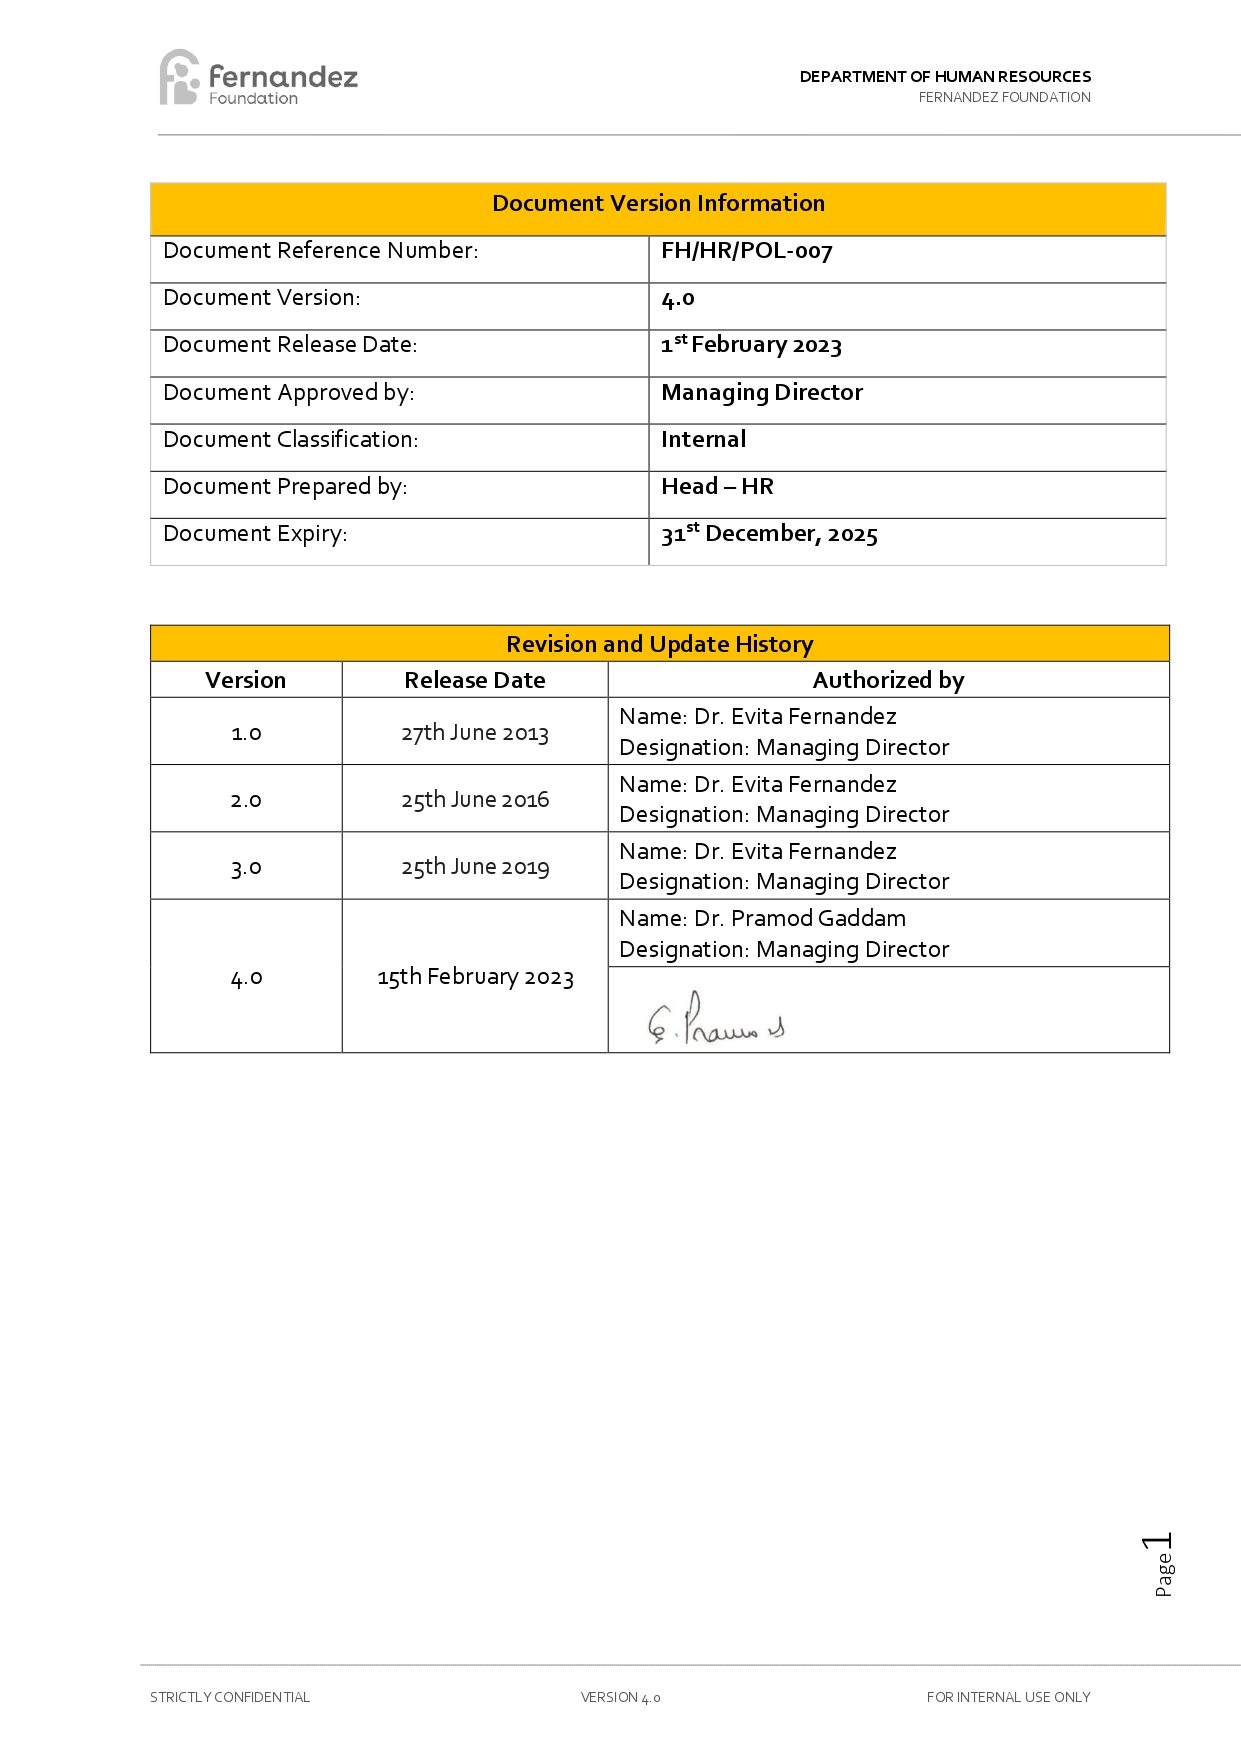 fernandez
Foundation
DEPARTMENT OF HUMAN RESOURCES
FERNANDEZ FOUNDATION
Document Version Information
Document Reference Number: FH/HR/POL-007
Document Version: 4.0
Document Release Date: 1st February 2023
Document Approved by: Managing Director
Document Classification: Internal
Document Prepared by: Head – HR
Document Expiry: 31st December, 2025
Revision and Update History
Version Release Date Authorized by
1.0 27th June 2013 Name: Dr. Evita Fernandez
Designation: Managing Director
2.0 25th June 2016 Name: Dr. Evita Fernandez
Designation: Managing Director
3.0 25th June 2019 Name: Dr. Evita Fernandez
Designation: Managing Director
4.0 15th February 2023 Name: Dr. Pramod Gaddam
Designation: Managing Director
G. Pramod
Page 1
STRICTLY CONFIDENTIAL VERSION 4.0 FOR INTERNAL USE ONLY